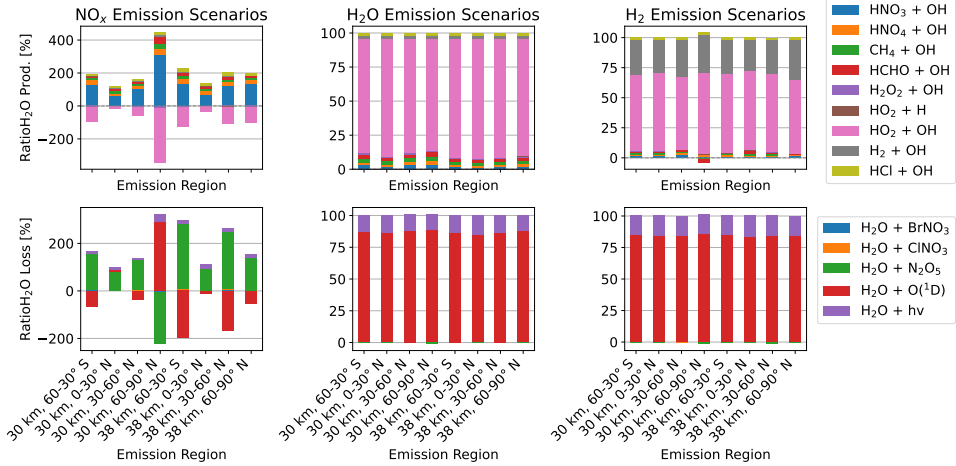 NOₓ Emission Scenarios
H₂O Emission Scenarios
H₂ Emission Scenarios
RatioH₂O Prod. [%]
400
200
0
−200
Emission Region
100
75
50
25
0
Emission Region
100
75
50
25
0
Emission Region
HNO₃ + OH
HNO₄ + OH
CH₄ + OH
HCHO + OH
H₂O₂ + OH
HO₂ + H
HO₂ + OH
H₂ + OH
HCl + OH
RatioH₂O Loss [%]
200
0
−200
30 km, 60-30° S
30 km, 0-30° N
30 km, 30-60° N
30 km, 60-90° N
38 km, 60-30° S
38 km, 0-30° N
38 km, 30-60° N
38 km, 60-90° N
Emission Region
100
75
50
25
0
30 km, 60-30° S
30 km, 0-30° N
30 km, 30-60° N
30 km, 60-90° N
38 km, 60-30° S
38 km, 0-30° N
38 km, 30-60° N
38 km, 60-90° N
Emission Region
100
75
50
25
0
30 km, 60-30° S
30 km, 0-30° N
30 km, 30-60° N
30 km, 60-90° N
38 km, 60-30° S
38 km, 0-30° N
38 km, 30-60° N
38 km, 60-90° N
Emission Region
H₂O + BrNO₃
H₂O + ClNO₃
H₂O + N₂O₅
H₂O + O(¹D)
H₂O + hv